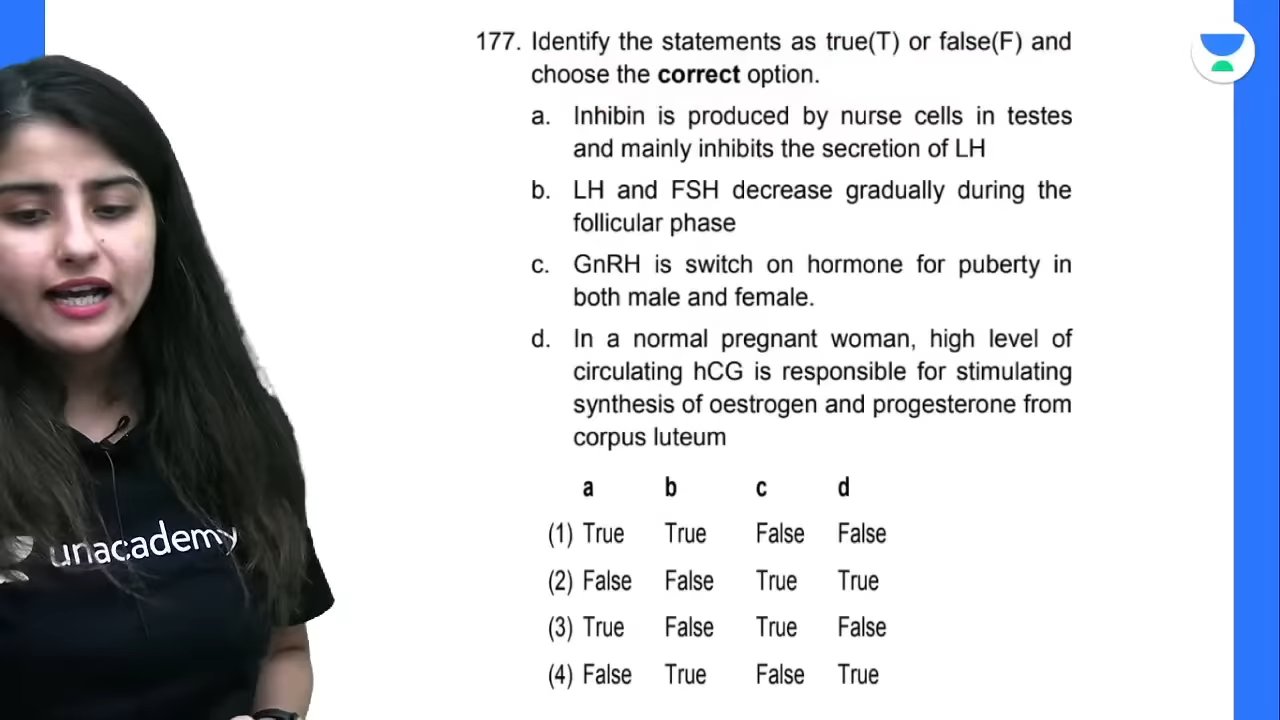 177. Identify the statements as true(T) or false(F) and
choose the correct option.
a. Inhibin is produced by nurse cells in testes
and mainly inhibits the secretion of LH
b. LH and FSH decrease gradually during the
follicular phase
c. GnRH is switch on hormone for puberty in
both male and female.
d. In a normal pregnant woman, high level of
circulating hCG is responsible for stimulating
synthesis of oestrogen and progesterone from
corpus luteum
a b c d
(1) True True False False
(2) False False True True
(3) True False True False
(4) False True False True
unacademy